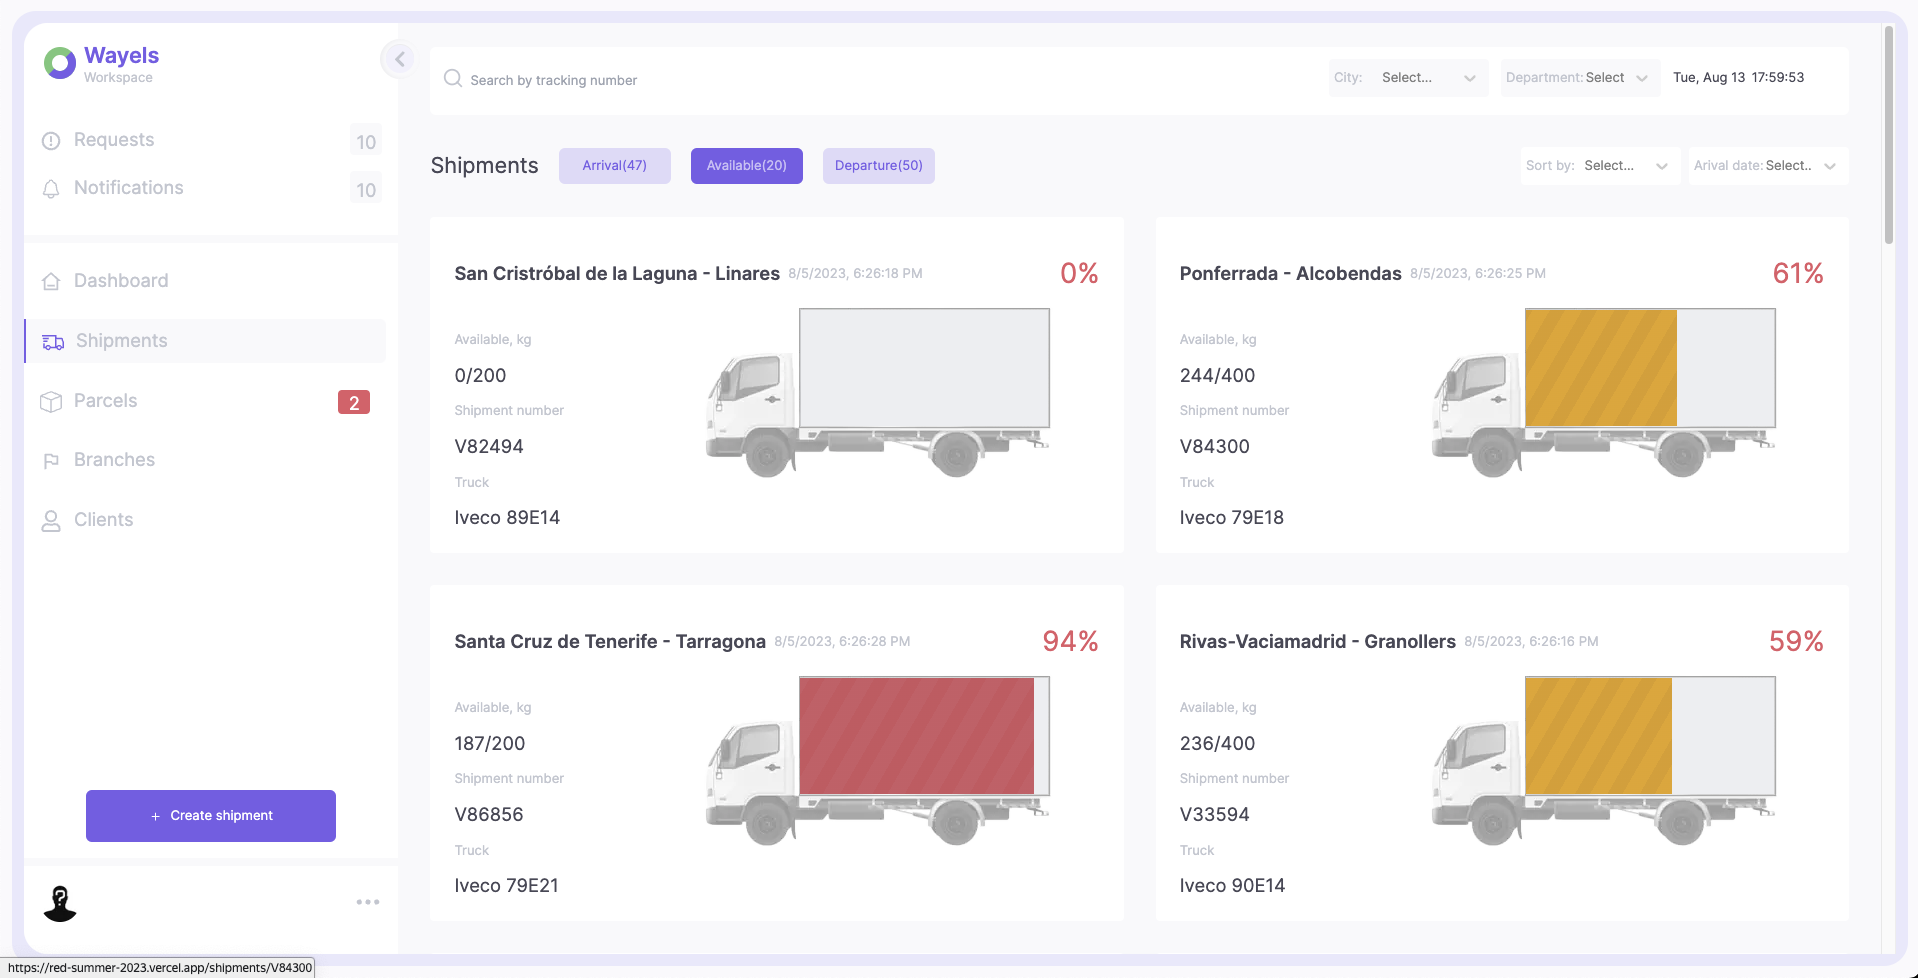 Wayels
Workspace
Requests 10
Notifications 10
Dashboard
Shipments
Parcels 2
Branches
Clients
+ Create shipment
Search by tracking number
City: Select...
Department: Select
Tue, Aug 13 17:59:53
Shipments
Arrival(47)
Available(20)
Departure(50)
Sort by: Select...
Arival date: Select..
San Cristróbal de la Laguna - Linares 8/5/2023, 6:26:18 PM 0%
Available, kg
0/200
Shipment number
V82494
Truck
Iveco 89E14
Ponferrada - Alcobendas 8/5/2023, 6:26:25 PM 61%
Available, kg
244/400
Shipment number
V84300
Truck
Iveco 79E18
Santa Cruz de Tenerife - Tarragona 8/5/2023, 6:26:28 PM 94%
Available, kg
187/200
Shipment number
V86856
Truck
Iveco 79E21
Rivas-Vaciamadrid - Granollers 8/5/2023, 6:26:16 PM 59%
Available, kg
236/400
Shipment number
V33594
Truck
Iveco 90E14
https://red-summer-2023.vercel.app/shipments/V84300